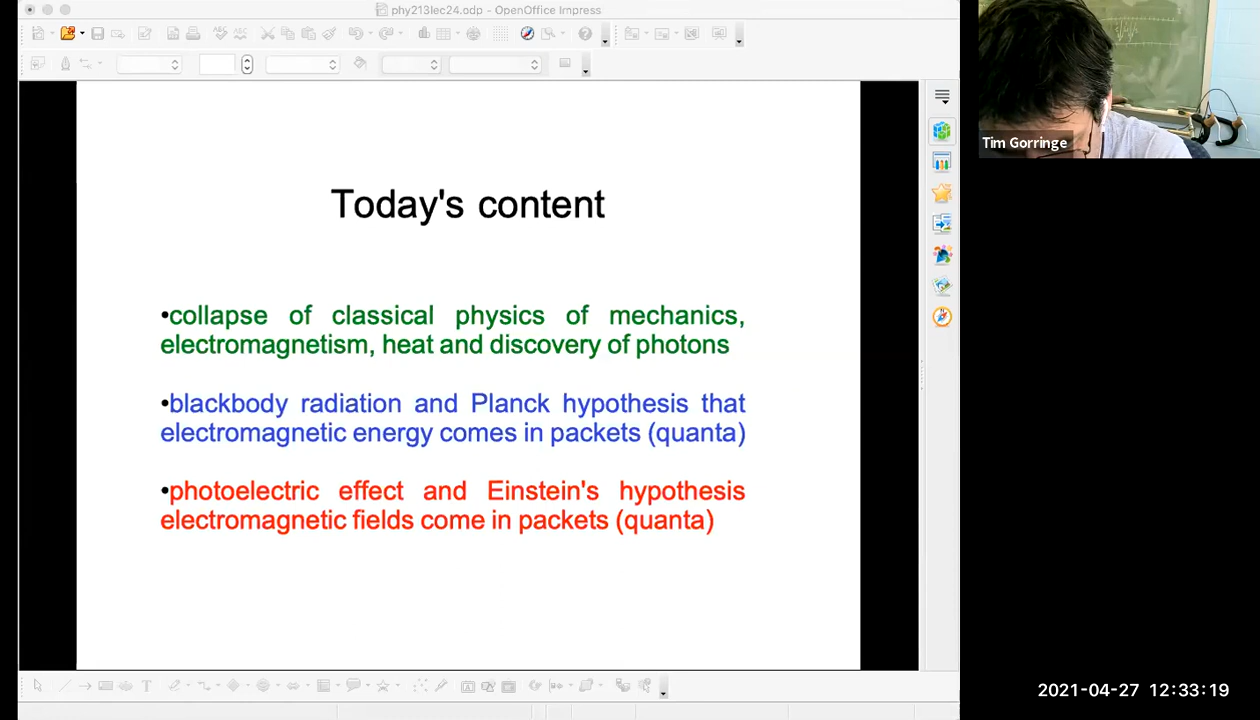 phy213lec24.odp - OpenOffice Impress
Tim Gorringe
Today's content
•collapse of classical physics of mechanics,
electromagnetism, heat and discovery of photons
•blackbody radiation and Planck hypothesis that
electromagnetic energy comes in packets (quanta)
•photoelectric effect and Einstein's hypothesis
electromagnetic fields come in packets (quanta)
2021-04-27 12:33:19